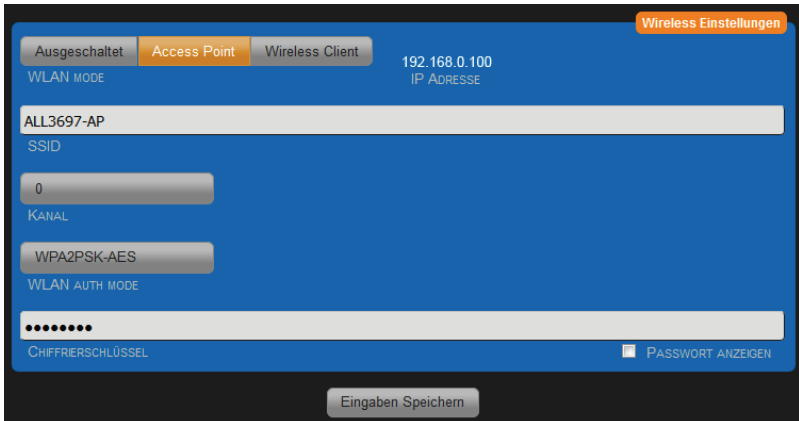 Wireless Einstellungen
Ausgeschaltet Access Point Wireless Client
192.168.0.100
WLAN MODE
IP ADRESSE
ALL3697-AP
SSID
0
KANAL
WPA2PSK-AES
WLAN AUTH MODE
••••••••
CHIFFRIERSCHLÜSSEL
PASSWORT ANZEIGEN
Eingaben Speichern